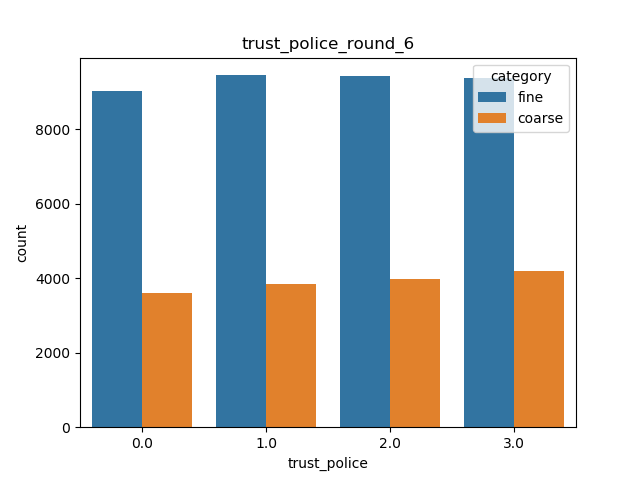 trust_police_round_6
category
fine
coarse
8000
6000
4000
2000
0
count
0.0 1.0 2.0 3.0
trust_police